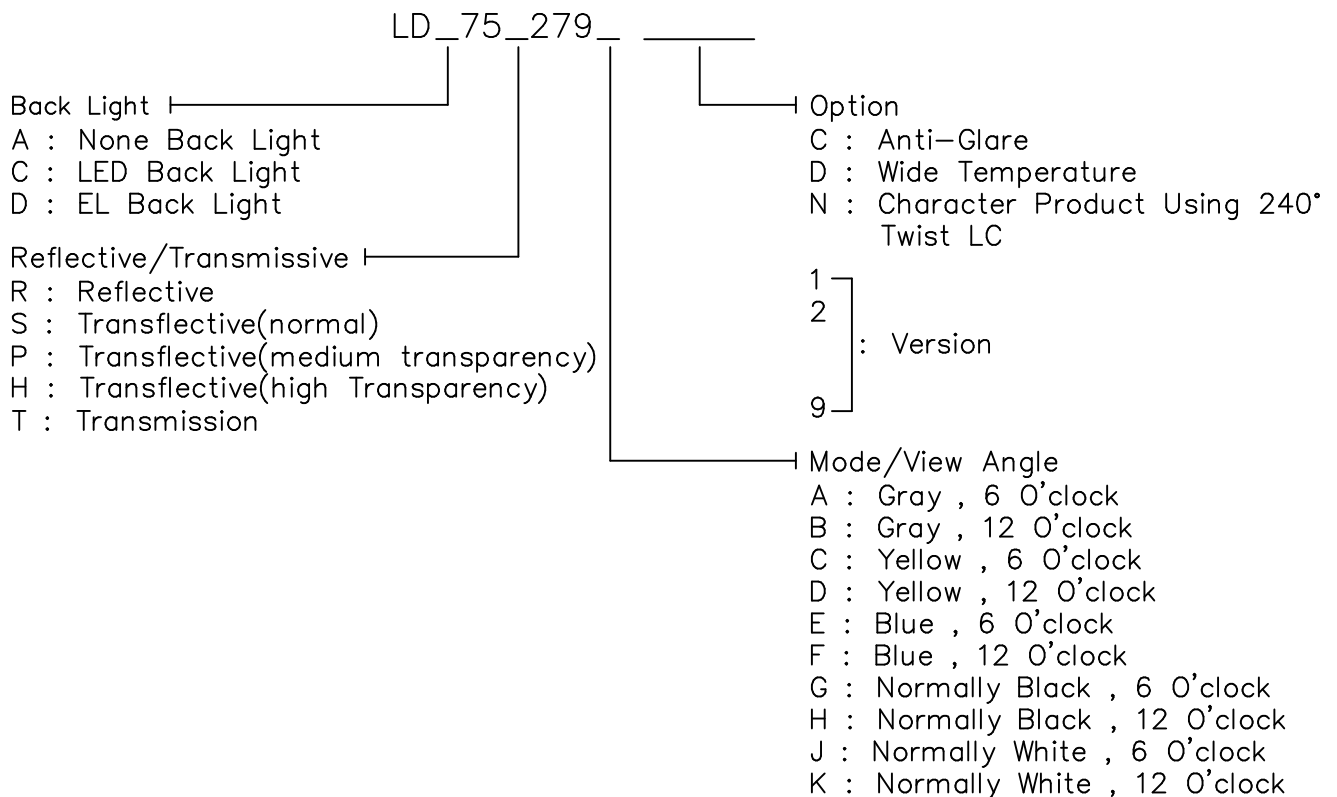 LD_75_279_ _____
Back Light
A : None Back Light
C : LED Back Light
D : EL Back Light
Reflective/Transmissive
R : Reflective
S : Transflective(normal)
P : Transflective(medium transparency)
H : Transflective(high Transparency)
T : Transmission
Option
C : Anti-Glare
D : Wide Temperature
N : Character Product Using 240°
Twist LC
1
2
: Version
9
Mode/View Angle
A : Gray , 6 O'clock
B : Gray , 12 O'clock
C : Yellow , 6 O'clock
D : Yellow , 12 O'clock
E : Blue , 6 O'clock
F : Blue , 12 O'clock
G : Normally Black , 6 O'clock
H : Normally Black , 12 O'clock
J : Normally White , 6 O'clock
K : Normally White , 12 O'clock